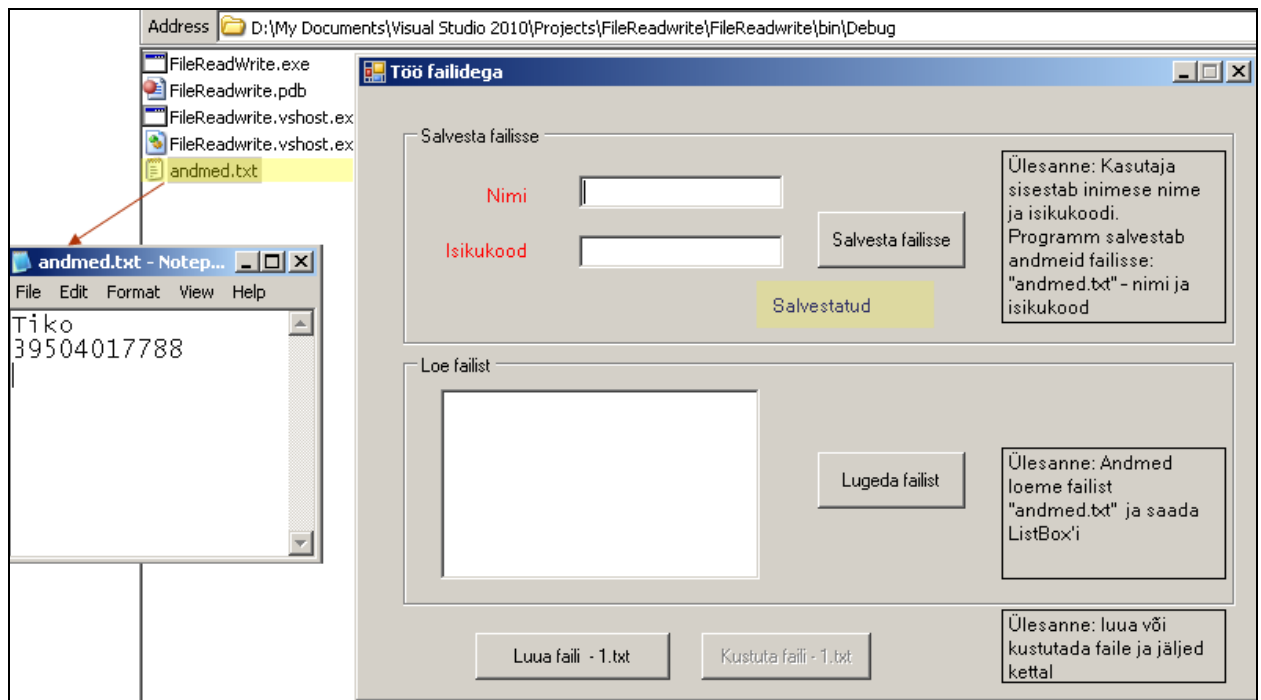 Address D:\My Documents\Visual Studio 2010\Projects\FileReadwrite\FileReadwrite\bin\Debug
FileReadWrite.exe
FileReadwrite.pdb
FileReadwrite.vshost.ex
FileReadwrite.vshost.ex
andmed.txt
andmed.txt - Notep...
File Edit Format View Help
Tiko
39504017788
Töö failidega
Salvesta failisse
Nimi
Isikukood
Salvesta failisse
Salvestatud
Ülesanne: Kasutaja
sisestab inimese nime
ja isikukoodi.
Programm salvestab
andmeid failisse:
"andmed.txt" - nimi ja
isikukood
Loe failist
Lugeda failist
Ülesanne: Andmed
loeme failist
"andmed.txt" ja saada
ListBox'i
Luua faili - 1.txt
Kustuta faili - 1.txt
Ülesanne: luua või
kustutada faile ja jäljed
kettal